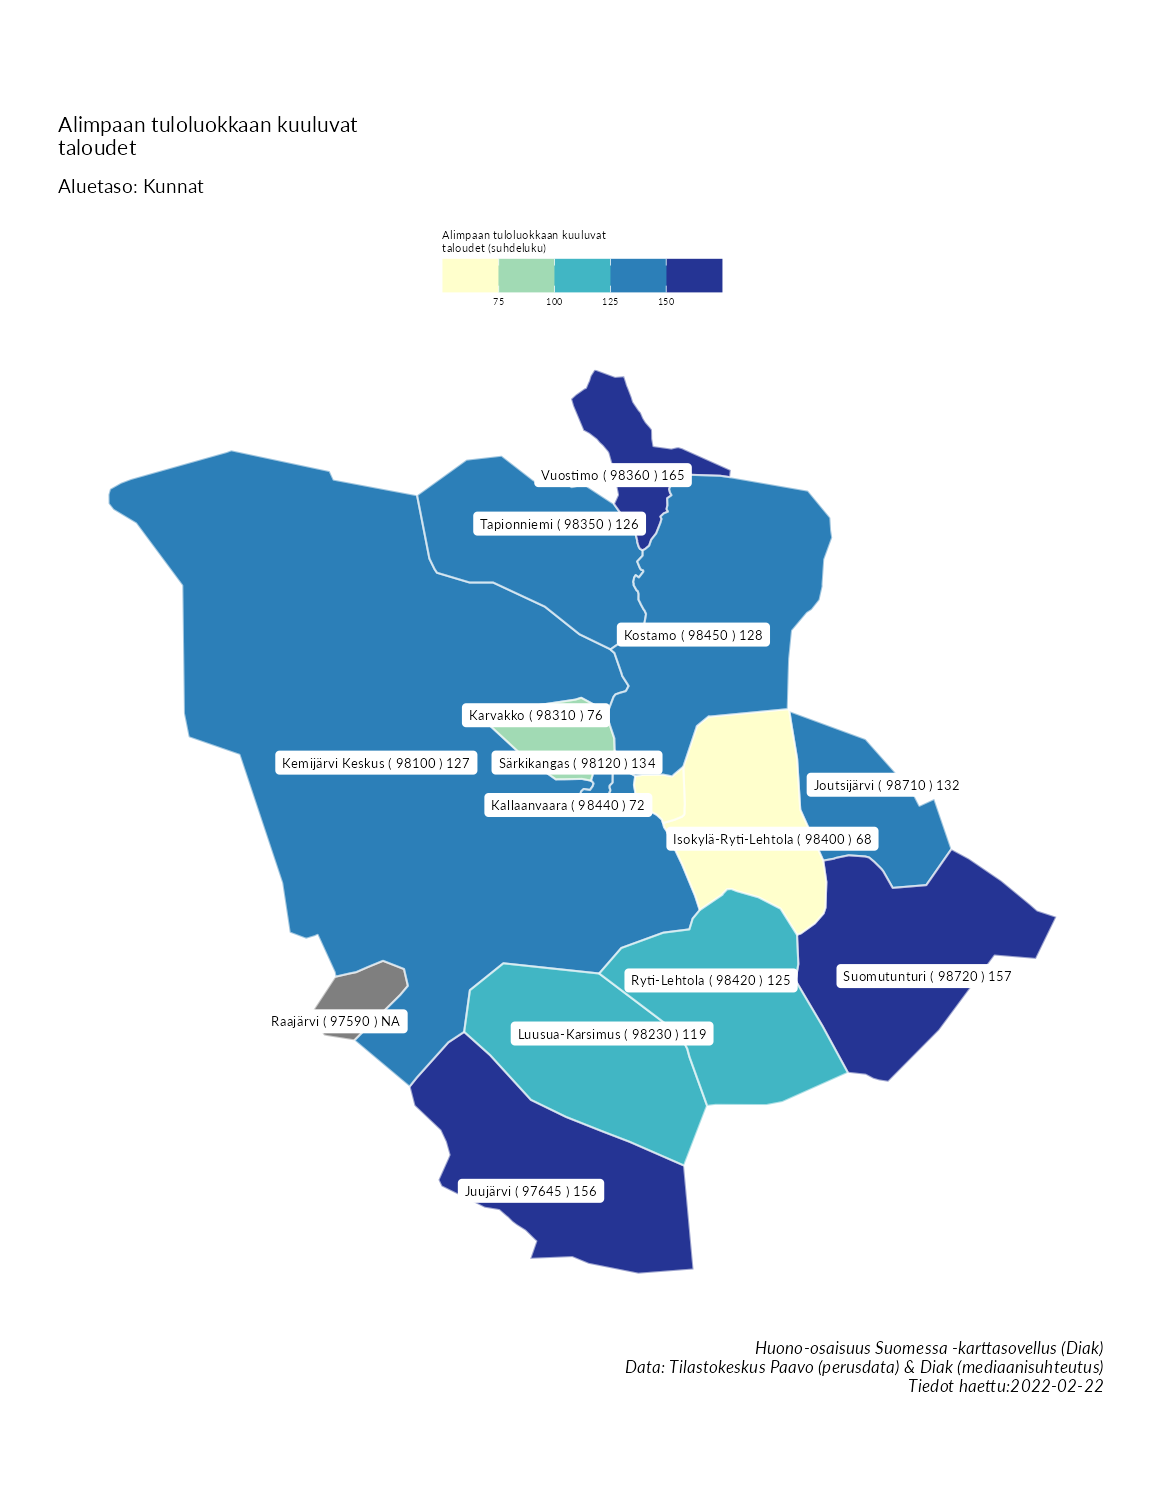 Alimpaan tuloluokkaan kuuluvat
taloudet
Aluetaso: Kunnat
Alimpaan tuloluokkaan kuuluvat
taloudet (suhdeluku)
75 100 125 150
Vuostimo ( 98360 ) 165
Tapionniemi ( 98350 ) 126
Kostamo ( 98450 ) 128
Karvakko ( 98310 ) 76
Kemijärvi Keskus ( 98100 ) 127
Särkikangas ( 98120 ) 134
Joutsijärvi ( 98710 ) 132
Kallaanvaara ( 98440 ) 72
Isokylä-Ryti-Lehtola ( 98400 ) 68
Suomutunturi ( 98720 ) 157
Ryti-Lehtola ( 98420 ) 125
Raajärvi ( 97590 ) NA
Luusua-Karsimus ( 98230 ) 119
Juujärvi ( 97645 ) 156
Huono-osaisuus Suomessa -karttasovellus (Diak)
Data: Tilastokeskus Paavo (perusdata) & Diak (mediaanisuhteutus)
Tiedot haettu:2022-02-22